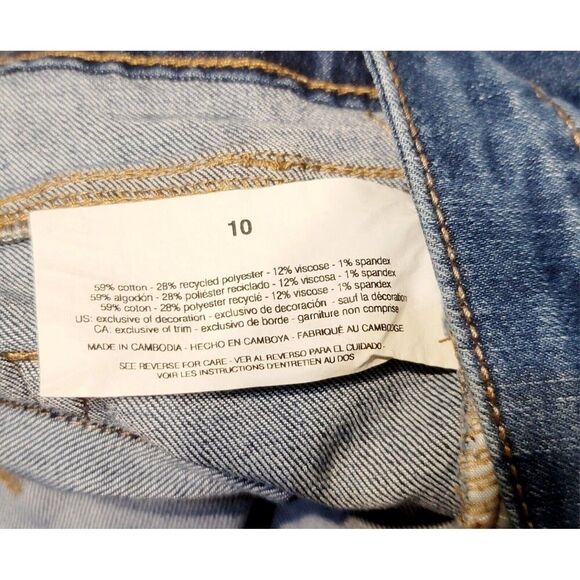 10
59% cotton - 28% recycled polyester - 12% viscose - 1% spandex
59% algodón - 28% poliéster reciclado - 12% viscosa - 1% spandex
59% coton - 28% polyester recyclé - 12% viscose - 1% spandex
US: exclusive of decoration - exclusivo de decoración - sauf la décoration
CA: exclusive of trim - exclusivo de borde - garniture non comprise
MADE IN CAMBODIA - HECHO EN CAMBOYA - FABRIQUÉ AU CAMBODGE
SEE REVERSE FOR CARE - VER AL REVERSO PARA EL CUIDADO -
VOIR LES INSTRUCTIONS D'ENTRETIEN AU DOS